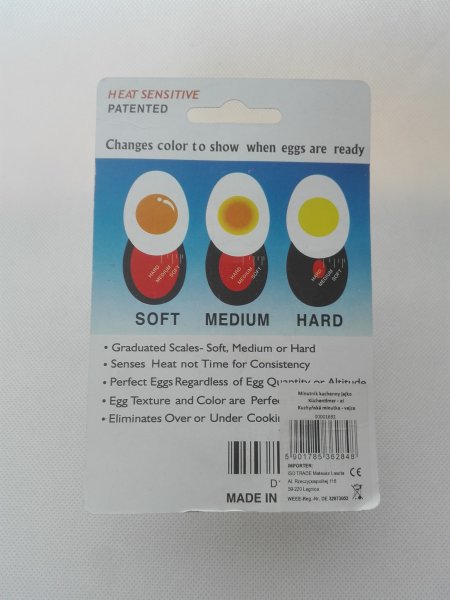 HEAT SENSITIVE
PATENTED
Changes color to show when eggs are ready
HARD MEDIUM SOFT
HARD MEDIUM SOFT
HARD MEDIUM SOFT
SOFT MEDIUM HARD
• Graduated Scales- Soft, Medium or Hard
• Senses Heat not Time for Consistency
• Perfect Eggs Regardless of Egg Quantity or Altitude
• Egg Texture and Color are Perfe
• Eliminates Over or Under Cooki
Minutnik kuchenny jajko
Küchentimer - ei
Kuchyňská minutka - vejce
00001681
5 901785 362848
IMPORTER:
ISO TRADE Mateusz Lasota
Al. Rzeczypospolitej 116
59-220 Legnica
WEEE-Reg.-Nr. DE
CE
D
MADE IN